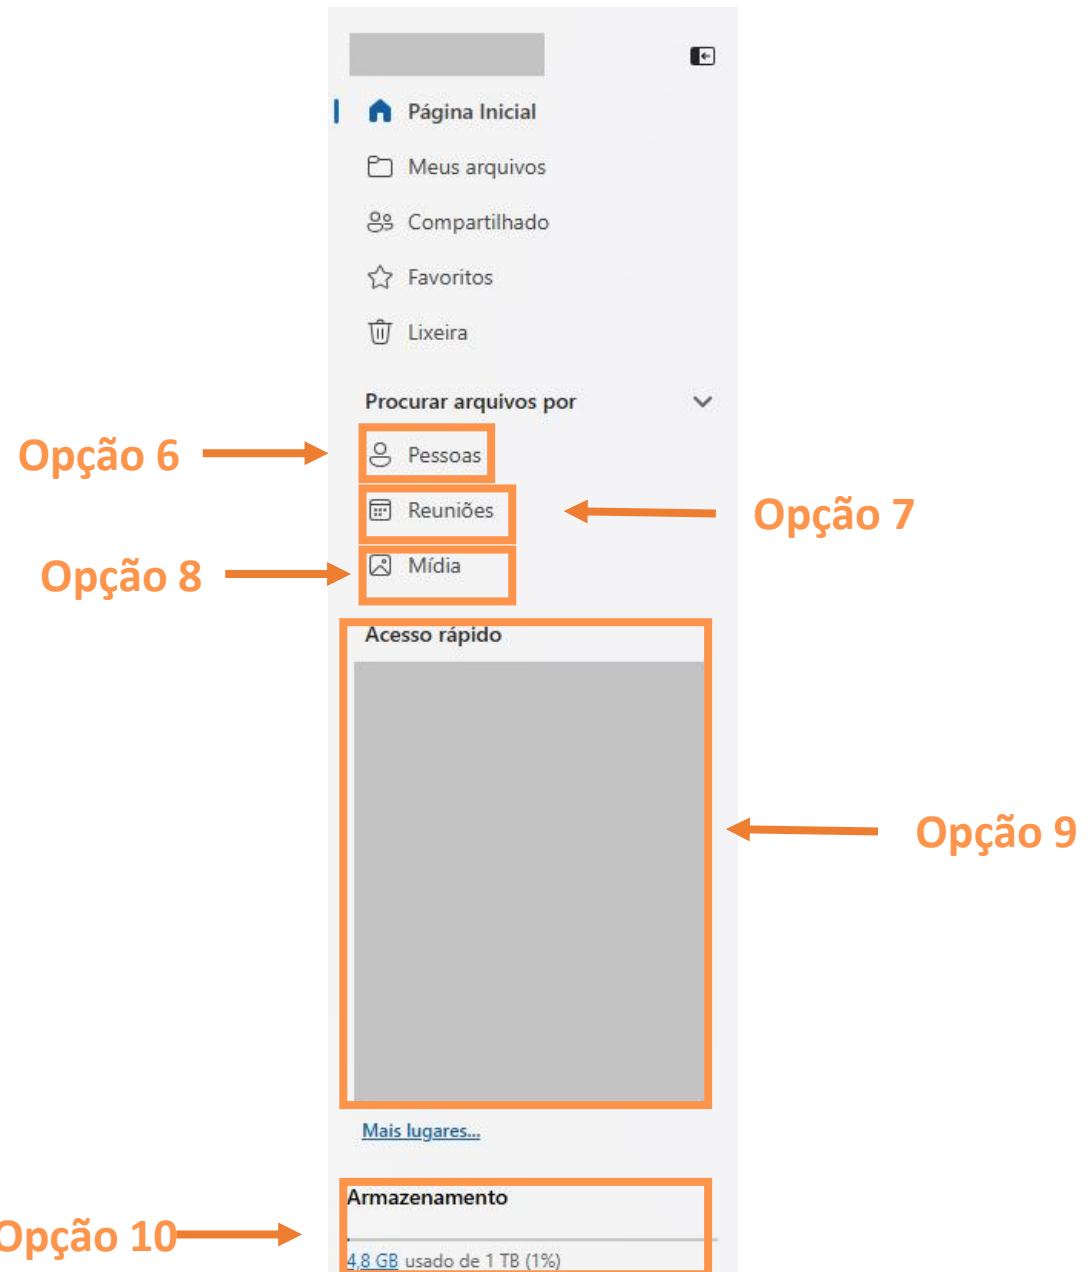 Página Inicial
Meus arquivos
Compartilhado
Favoritos
Lixeira
Procurar arquivos por
Opção 6
Pessoas
Reuniões
Opção 7
Opção 8
Mídia
Acesso rápido
Opção 9
Mais lugares...
Armazenamento
Opção 10
4,8 GB usado de 1 TB (1%)